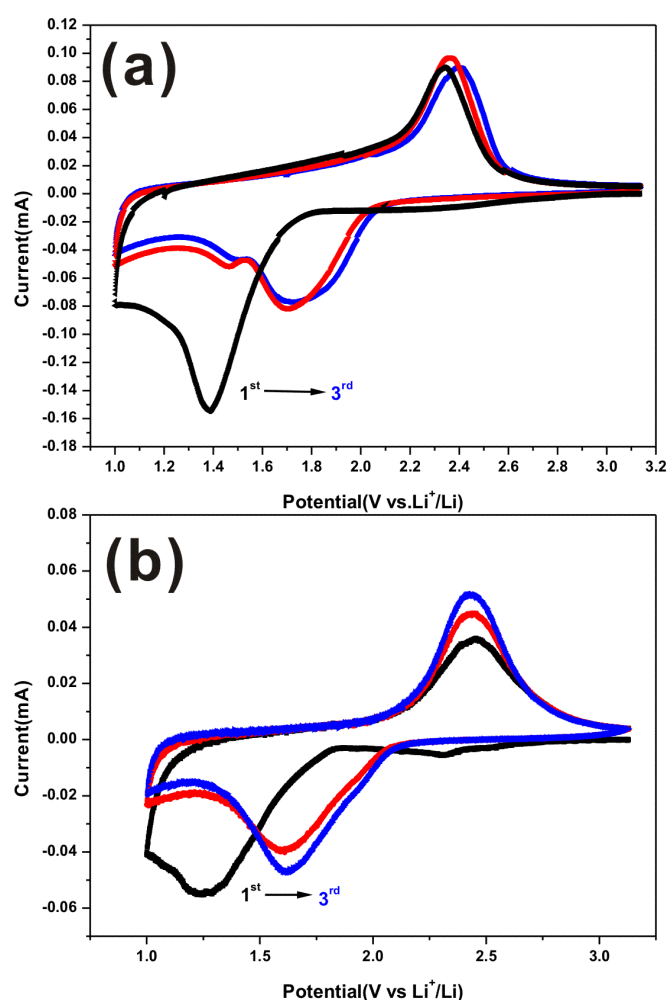 (a)
0.12
0.10
0.08
0.06
0.04
0.02
0.00
-0.02
-0.04
-0.06
-0.08
-0.10
-0.12
-0.14
-0.16
-0.18
Current(mA)
1st 3rd
1.0 1.2 1.4 1.6 1.8 2.0 2.2 2.4 2.6 2.8 3.0 3.2
Potential(V vs.Li+/Li)
(b)
0.08
0.06
0.04
0.02
0.00
-0.02
-0.04
-0.06
Current(mA)
1st 3rd
1.0 1.5 2.0 2.5 3.0
Potential(V vs Li+/Li)